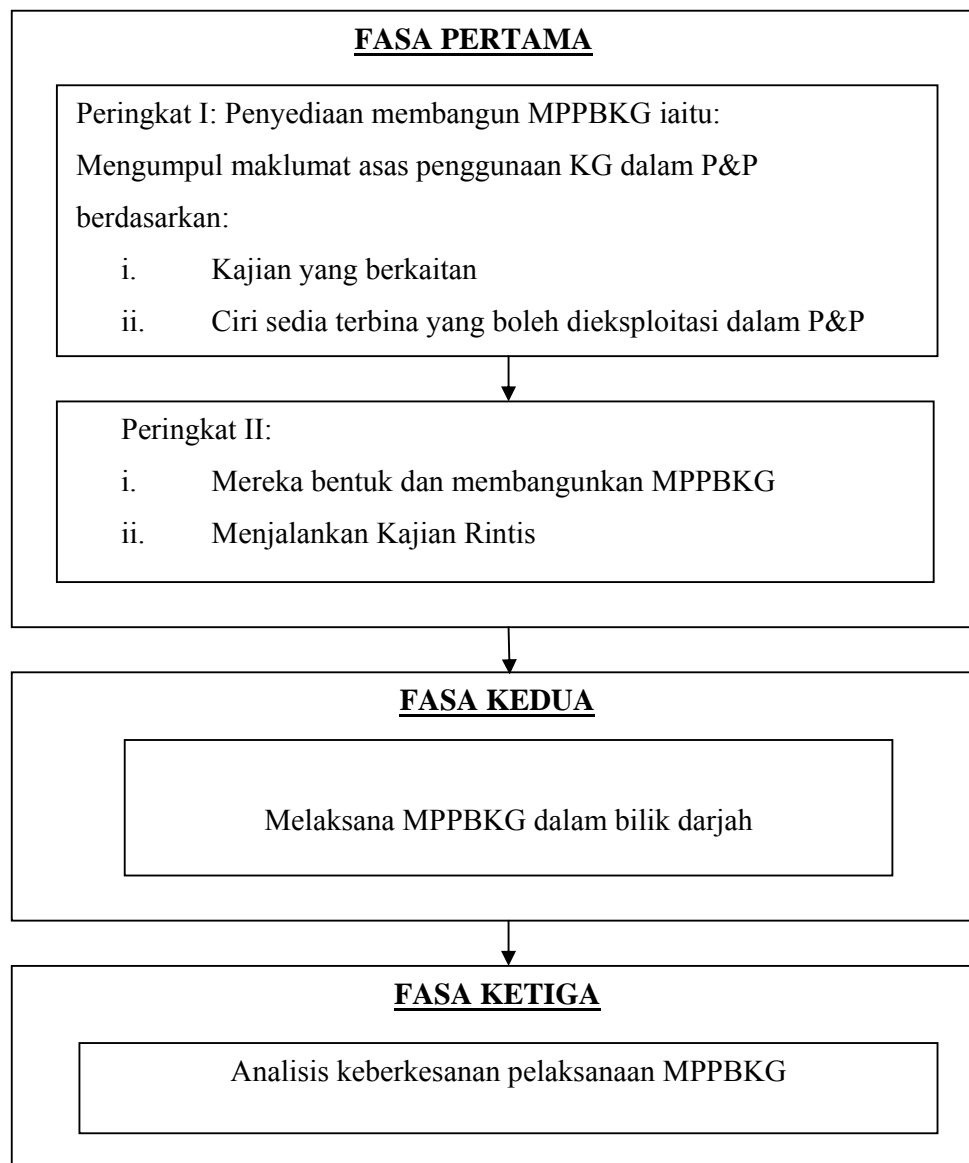 FASA PERTAMA
Peringkat I: Penyediaan membangun MPPBKG iaitu:
Mengumpul maklumat asas penggunaan KG dalam P&P
berdasarkan:
i. Kajian yang berkaitan
ii. Ciri sedia terbina yang boleh dieksploitasi dalam P&P
Peringkat II:
i. Mereka bentuk dan membangunkan MPPBKG
ii. Menjalankan Kajian Rintis
FASA KEDUA
Melaksana MPPBKG dalam bilik darjah
FASA KETIGA
Analisis keberkesanan pelaksanaan MPPBKG